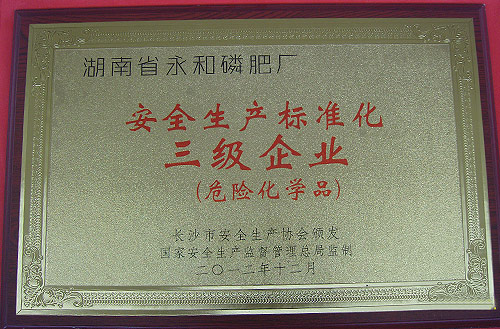 湖南省永和磷肥厂
安全生产标准化
三级企业
(危险化学品)
长沙市安全生产协会颁发
国家安全生产监督管理总局监制
二〇一二年十二月